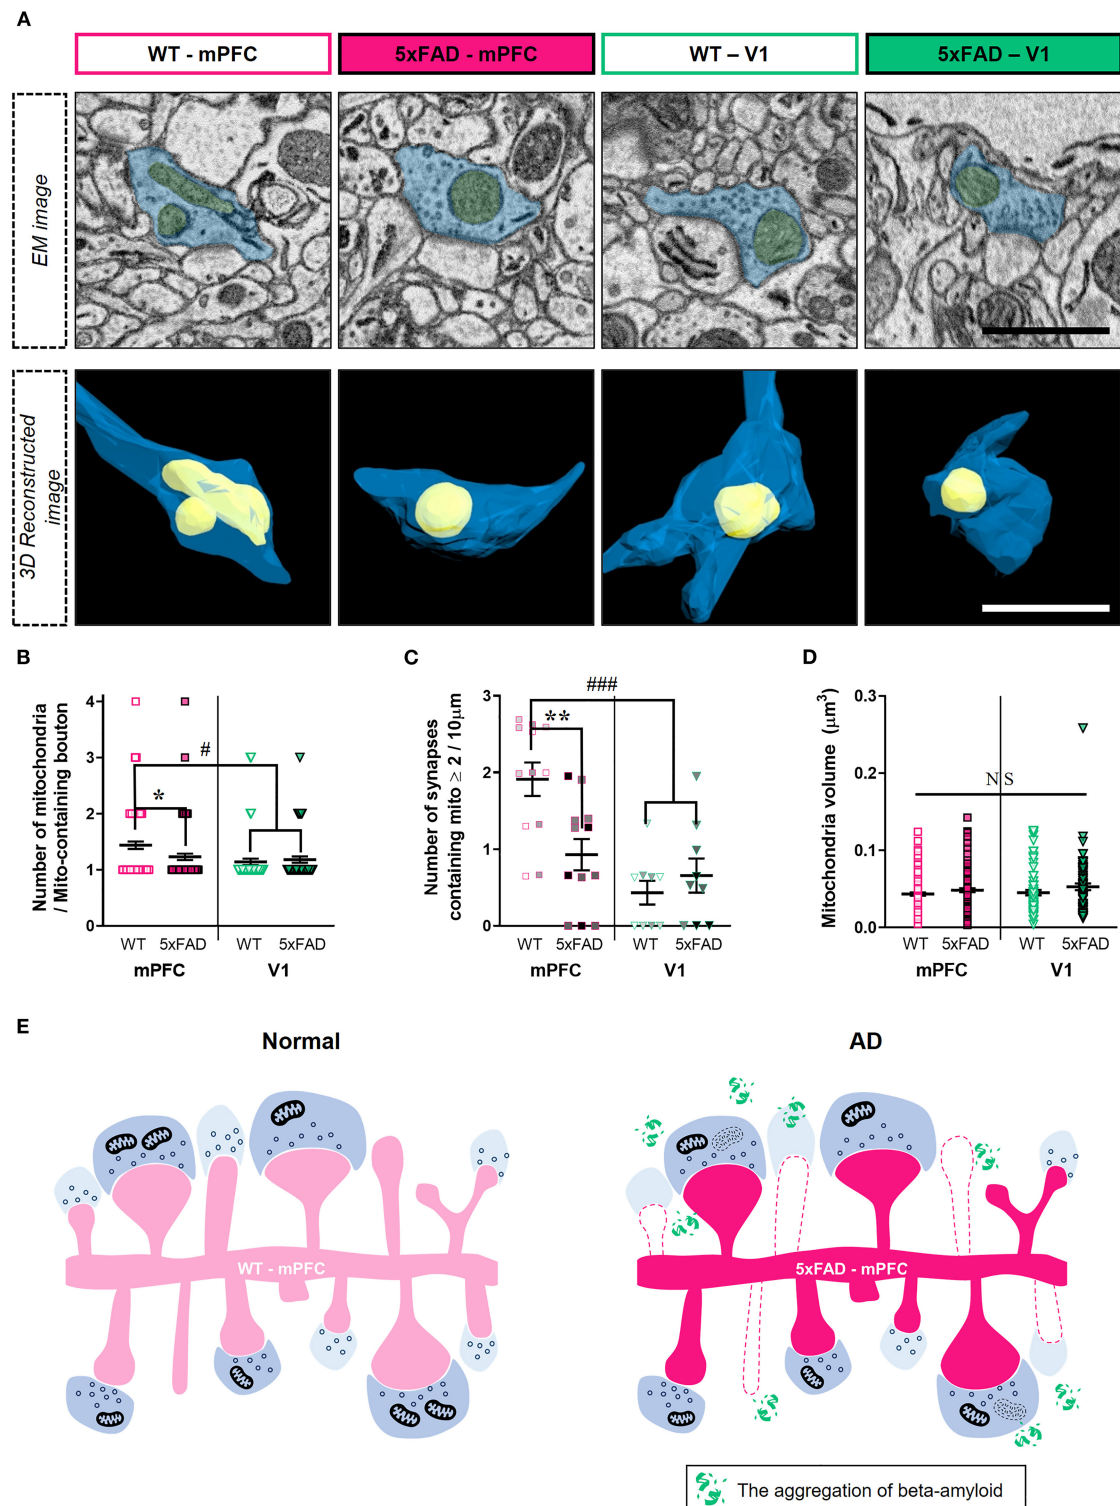 A
WT - mPFC
5xFAD - mPFC
WT – V1
5xFAD – V1
EM image
3D Reconstructed
image
B
Number of mitochondria
/ Mito-containing bouton
4
3
2
1
0
#
*
WT
5xFAD
WT
5xFAD
mPFC
V1
C
Number of synapses
containing mito ≥ 2 / 10μm
3
2
1
0
###
**
WT
5xFAD
WT
5xFAD
mPFC
V1
D
Mitochondria volume (μm³)
0.3
0.2
0.1
0.0
NS
WT
5xFAD
WT
5xFAD
mPFC
V1
E
Normal
AD
WT - mPFC
5xFAD - mPFC
The aggregation of beta-amyloid